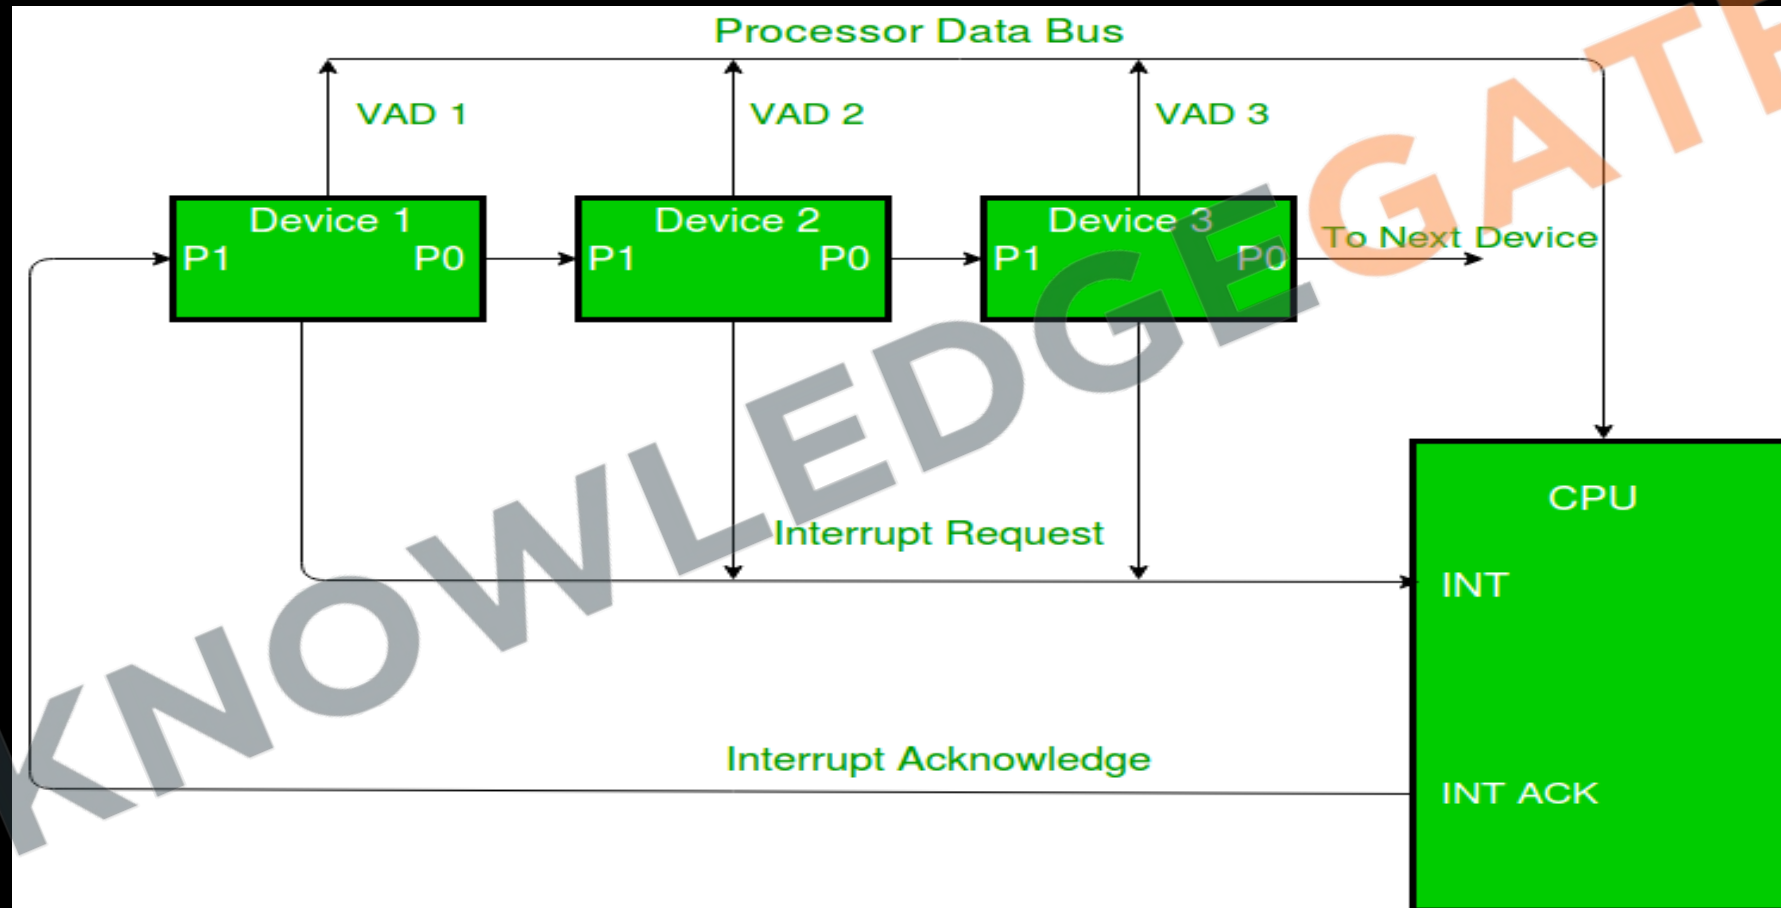 Processor Data Bus
VAD 1
VAD 2
VAD 3
Device 1
P1 P0
Device 2
P1 P0
Device 3
P1 P0
To Next Device
CPU
Interrupt Request
INT
Interrupt Acknowledge
INT ACK
KNOWLEDGEGATE